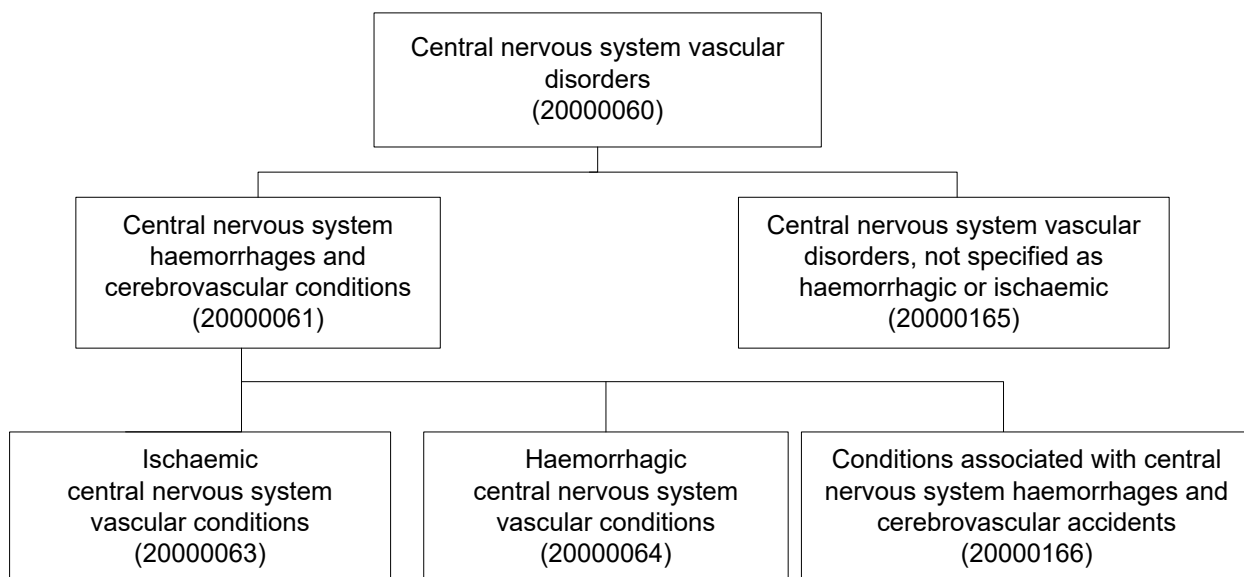 Central nervous system vascular
disorders
(20000060)
Central nervous system
haemorrhages and
cerebrovascular conditions
(20000061)
Central nervous system vascular
disorders, not specified as
haemorrhagic or ischaemic
(20000165)
Ischaemic
central nervous system
vascular conditions
(20000063)
Haemorrhagic
central nervous system
vascular conditions
(20000064)
Conditions associated with central
nervous system haemorrhages and
cerebrovascular accidents
(20000166)